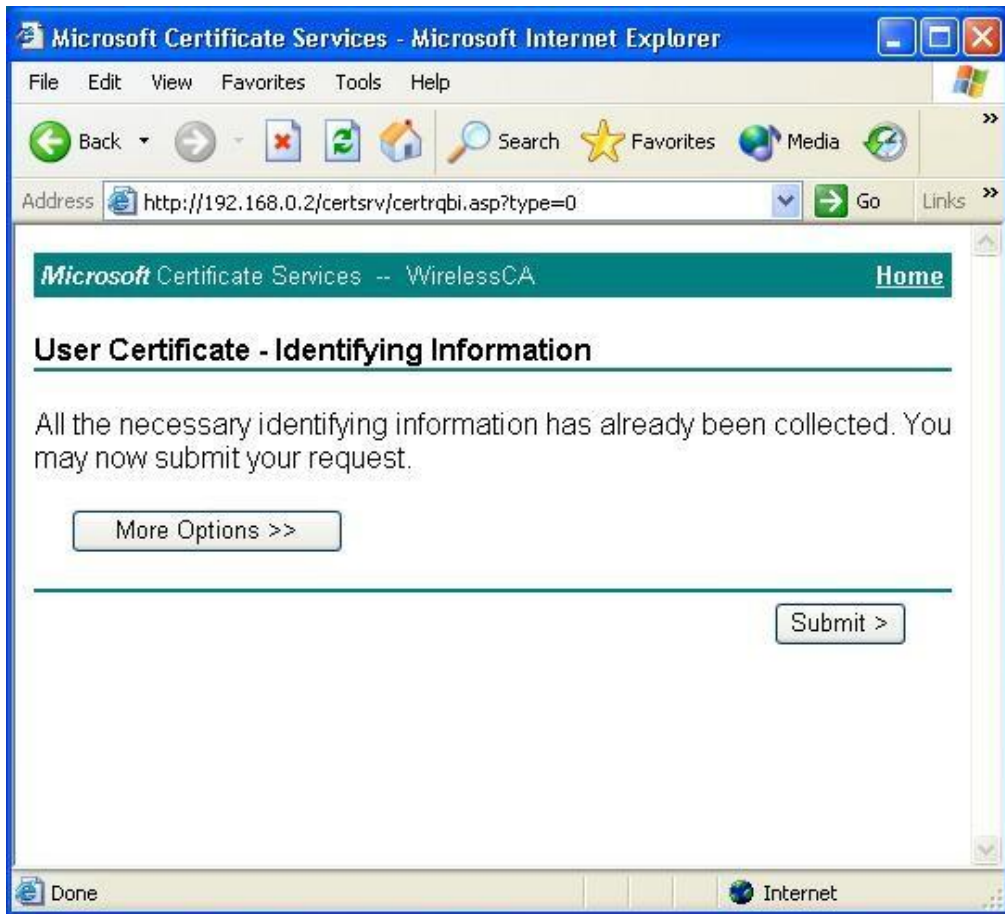 Microsoft Certificate Services - Microsoft Internet Explorer
File Edit View Favorites Tools Help
Back Search Favorites Media »
Address http://192.168.0.2/certsrv/certrqbi.asp?type=0 Go Links »
Microsoft Certificate Services -- WirelessCA Home
User Certificate - Identifying Information
All the necessary identifying information has already been collected. You
may now submit your request.
More Options >>
Submit >
Done Internet